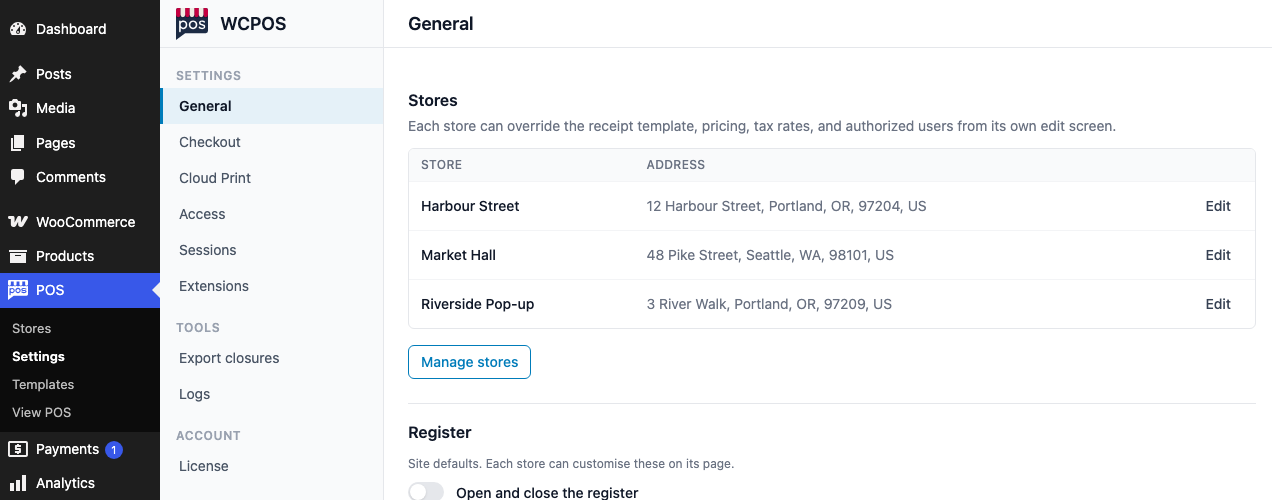 Dashboard
Posts
Media
Pages
Comments
WooCommerce
Products
pos POS
Stores
Settings
Templates
View POS
Payments 1
Analytics
pos WCPOS
SETTINGS
General
Checkout
Cloud Print
Access
Sessions
Extensions
TOOLS
Export closures
Logs
ACCOUNT
License
General
Stores
Each store can override the receipt template, pricing, tax rates, and authorized users from its own edit screen.
STORE ADDRESS
Harbour Street 12 Harbour Street, Portland, OR, 97204, US Edit
Market Hall 48 Pike Street, Seattle, WA, 98101, US Edit
Riverside Pop-up 3 River Walk, Portland, OR, 97209, US Edit
Manage stores
Register
Site defaults. Each store can customise these on its page.
Open and close the register